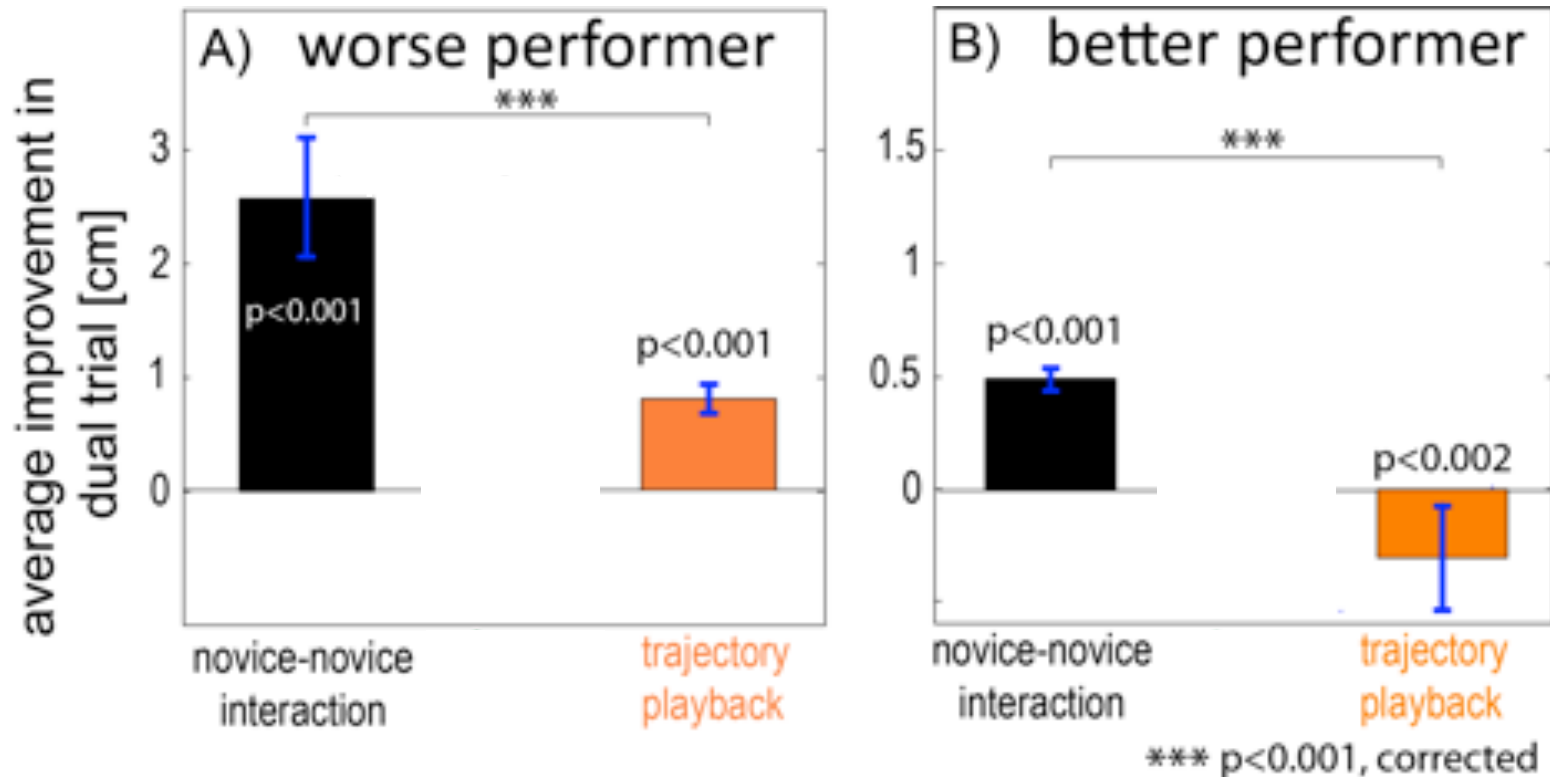 A) worse performer
***
average improvement in
dual trial [cm]
3
2
1
0
p<0.001
p<0.001
novice-novice
interaction
trajectory
playback
B) better performer
***
1.5
1
0.5
0
p<0.001
p<0.002
novice-novice
interaction
trajectory
playback
*** p<0.001, corrected